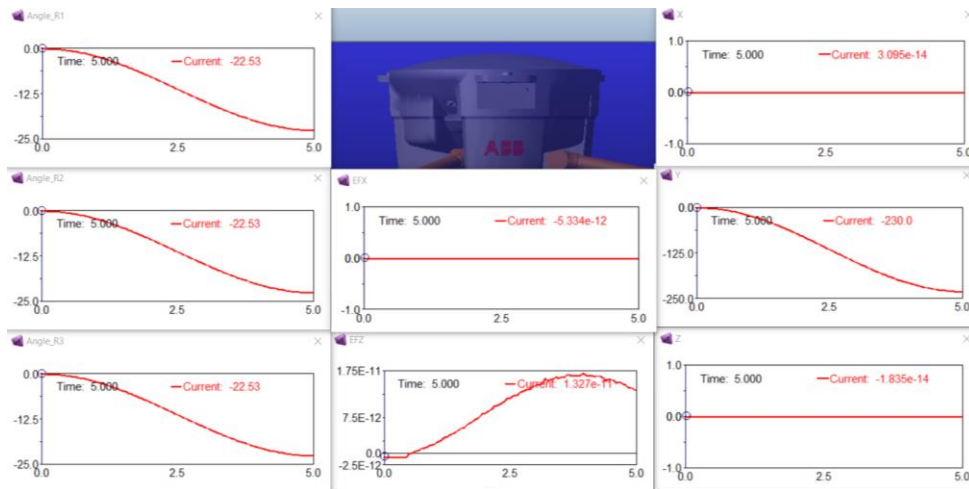 Angle_R1
0.0
-12.5
-25.0
Time: 5.000
Current: -22.53
0.0 2.5 5.0
ABB
X
1.0
0.0
-1.0
Time: 5.000
Current: 3.095e-14
0.0 2.5 5.0
Angle_R2
0.0
-12.5
-25.0
Time: 5.000
Current: -22.53
0.0 2.5 5.0
EFX
1.0
0.0
-1.0
Time: 5.000
Current: -5.334e-12
0.0 2.5 5.0
Y
0.0
-125.0
-250.0
Time: 5.000
Current: -230.0
0.0 2.5 5.0
Angle_R3
0.0
-12.5
-25.0
Time: 5.000
Current: -22.53
0.0 2.5 5.0
EFZ
1.75E-11
7.5E-12
0.0
-2.5E-12
Time: 5.000
Current: 1.327e-11
0.0 2.5 5.0
Z
1.0
0.0
-1.0
Time: 5.000
Current: -1.835e-14
0.0 2.5 5.0